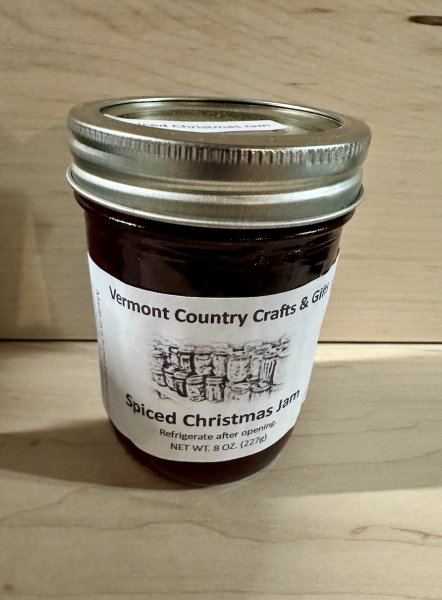 Spiced Christmas Jam
Vermont Country Crafts & Gifts
Spiced Christmas Jam
Refrigerate after opening.
NET WT. 8 OZ. (227g)